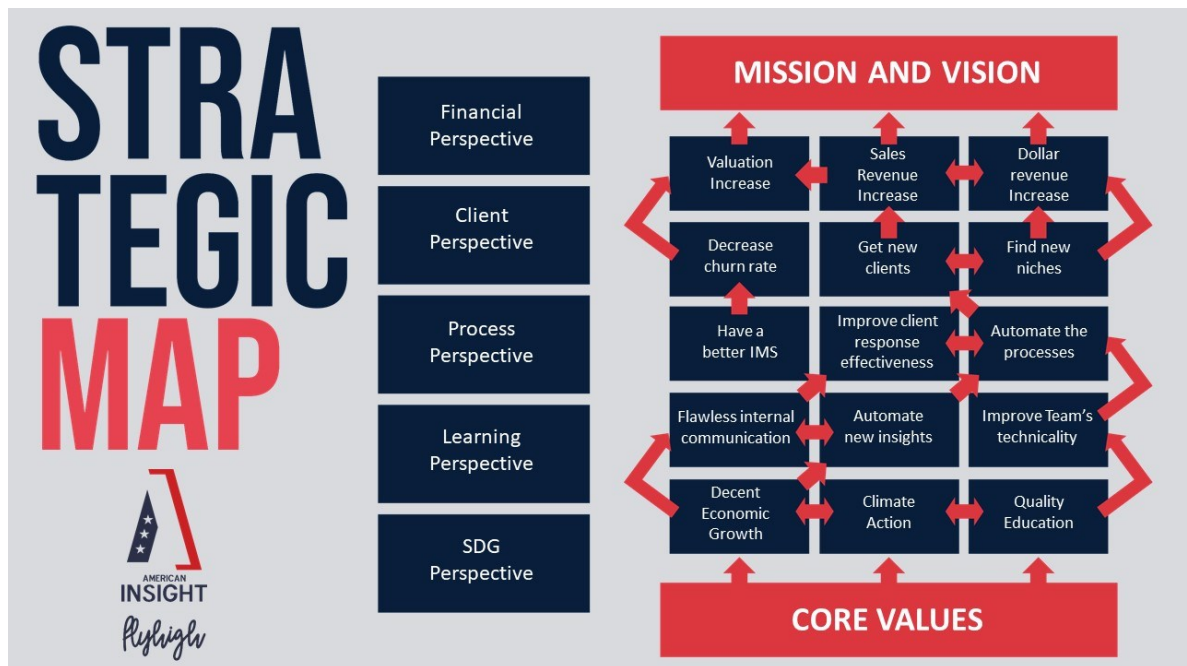 STRA
TEGIC
MAP
AMERICAN
INSIGHT
flyhigh
Financial
Perspective
Client
Perspective
Process
Perspective
Learning
Perspective
SDG
Perspective
MISSION AND VISION
Valuation
Increase
Sales
Revenue
Increase
Dollar
revenue
Increase
Decrease
churn rate
Get new
clients
Find new
niches
Have a
better IMS
Improve client
response
effectiveness
Automate the
processes
Flawless internal
communication
Automate
new insights
Improve Team's
technicality
Decent
Economic
Growth
Climate
Action
Quality
Education
CORE VALUES